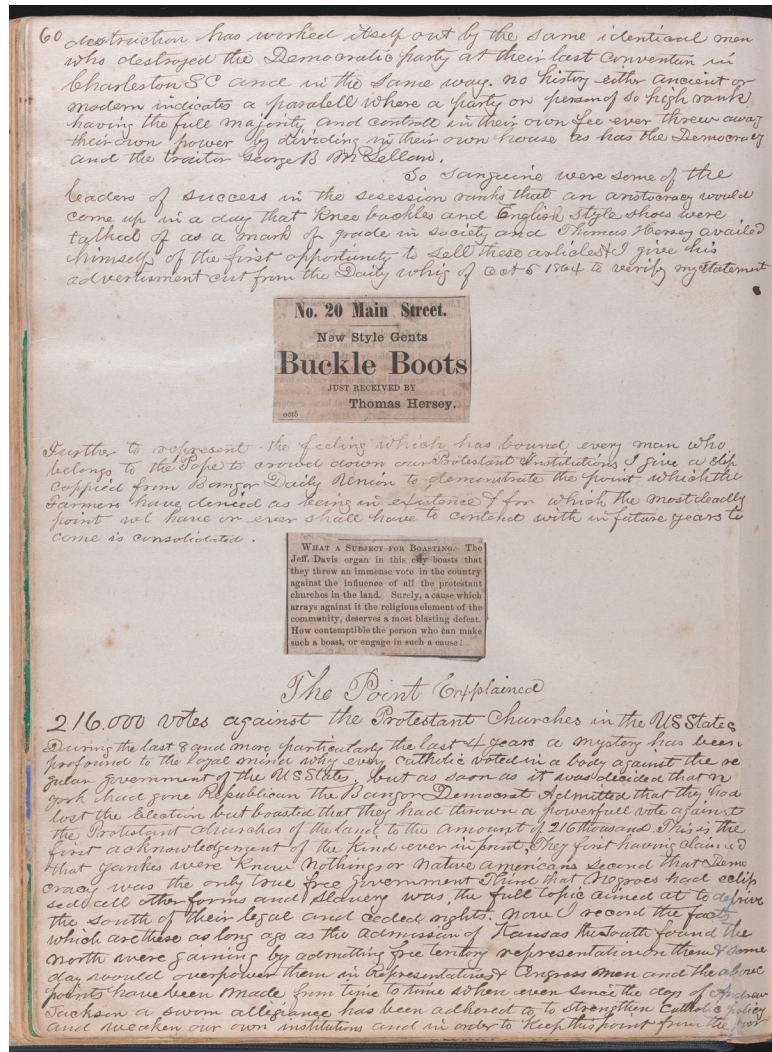 60 destruction has worked itself out by the same identical men
who destroyed the Democratic party at their last Convention in
Charleston SC and in the same way. no history either ancient or
modern indicates a paralell where a party or person of so high rank
having the full majority and controll in their own fee ever threw away
their own power by dividing in their own house as has the Democracy
and the traitor George B McLellan.
So sanguine were some of the
leaders of success in the secession ranks that an aristocracy would
come up in a day that Knee buckles and English Style shoes were
talked of as a mark of grade in society and Thomas Hersey availed
himself of the first opportunity to sell these articles & I give this
advertisment cut from the Daily whig of Oct 5 1864 to verify my statement
No. 20 Main Street.
New Style Gents
Buckle Boots
JUST RECEIVED BY
Thomas Hersey.
oct5
Further to represent the feeling which has bound every man who
belongs to the Pope to crowd down our Protestant Institutions I give a slip
coppied from Bangor Daily Union to demonstrate the point which the
Farmers have denied as being in existence & for which the most deadly
point we have or ever shall have to contend with in future years to
come is consolidated.
WHAT A SUBJECT FOR BOASTING. The
Jeff. Davis organ in this city boasts that
they threw an immense vote in the country
against the influence of all the protestant
churches in the land. Surely, a cause which
arrays against it the religious element of the
community, deserves a most blasting defeat.
How contemptible the person who can make
such a boast, or engage in such a cause!
The Point Explained
216.000 votes against the Protestant Churches in the US States
During the last 8 and more particularly the last 4 years a mystery has been
profound to the loyal mind why every Catholic voted in a body against the re
gular government of the US States. but as soon as it was decided that N
York had gone Republican the Bangor Democrat Admitted that they had
lost the Election but boasted that they had thrown a powerfull vote against
the Protestant Churches of the land, to the amount of 216 thousand. This is the
first acknowledgement of the kind ever in print, They first having claimed
that yankes were Know Nothings or Native americans second that Demo
cracy was the only true free government Third that Negroes had eclip
sed all other forms and Slavery was the full topic aimed at to deprive
the South of their legal and ceded rights. Now I record the facts
which are these as long ago as the admission of Kansas the South found the
North were gaining by admitting free teritory representation on them & some
day would overpower them in Representatives & Congress men and the above
points have been made from time to time when even since the days of Andrew
Jackson a sworn allegiance has been adhered to to strengthen Catholic policy
and weaken our own institutions and in order to keep this point from the